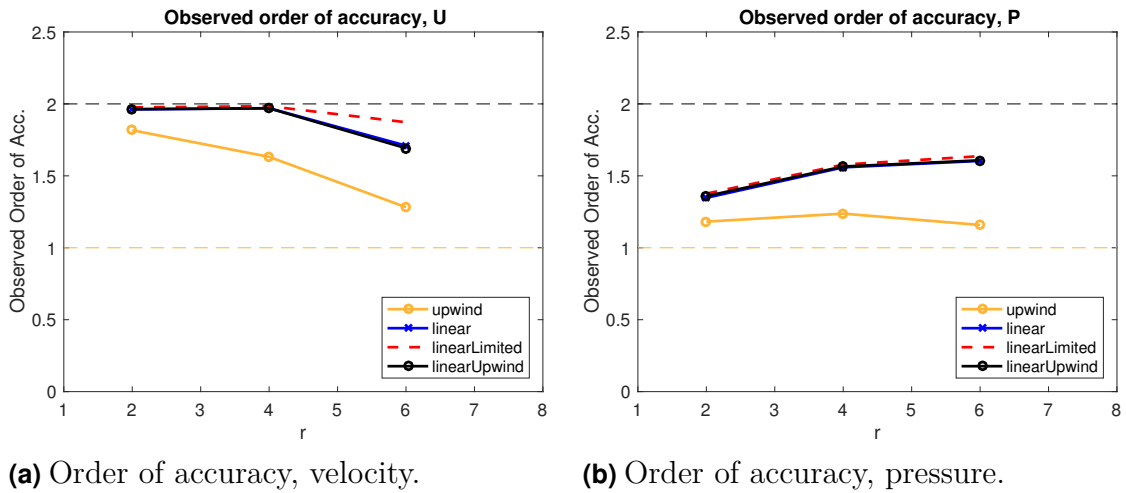 Observed order of accuracy, U
2.5
2
1.5
1
0.5
0
Observed Order of Acc.
1 2 3 4 5 6 7 8
r
upwind
linear
linearLimited
linearUpwind
(a) Order of accuracy, velocity.
Observed order of accuracy, P
2.5
2
1.5
1
0.5
0
Observed Order of Acc.
1 2 3 4 5 6 7 8
r
upwind
linear
linearLimited
linearUpwind
(b) Order of accuracy, pressure.